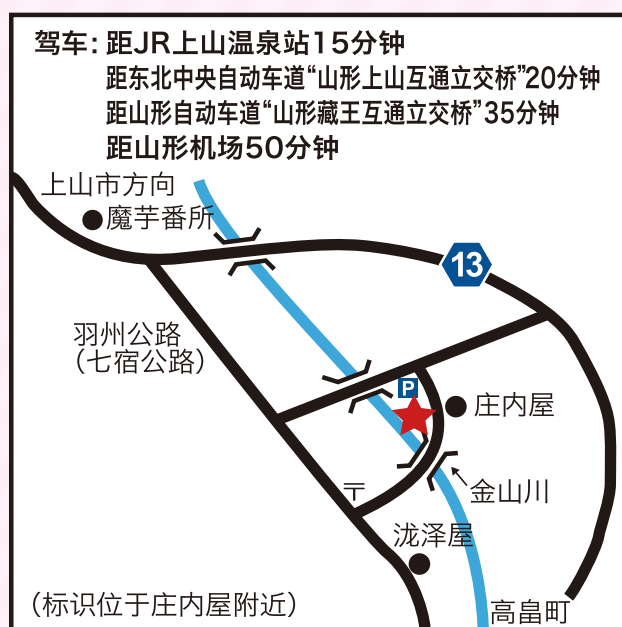 驾车：距JR上山温泉站15分钟
距东北中央自动车道“山形上山互通立交桥”20分钟
距山形自动车道“山形藏王互通立交桥”35分钟
距山形机场50分钟
上山市方向
魔芋番所
13
羽州公路
（七宿公路）
P
庄内屋
〒
金山川
泷泽屋
（标识位于庄内屋附近）
高畠町